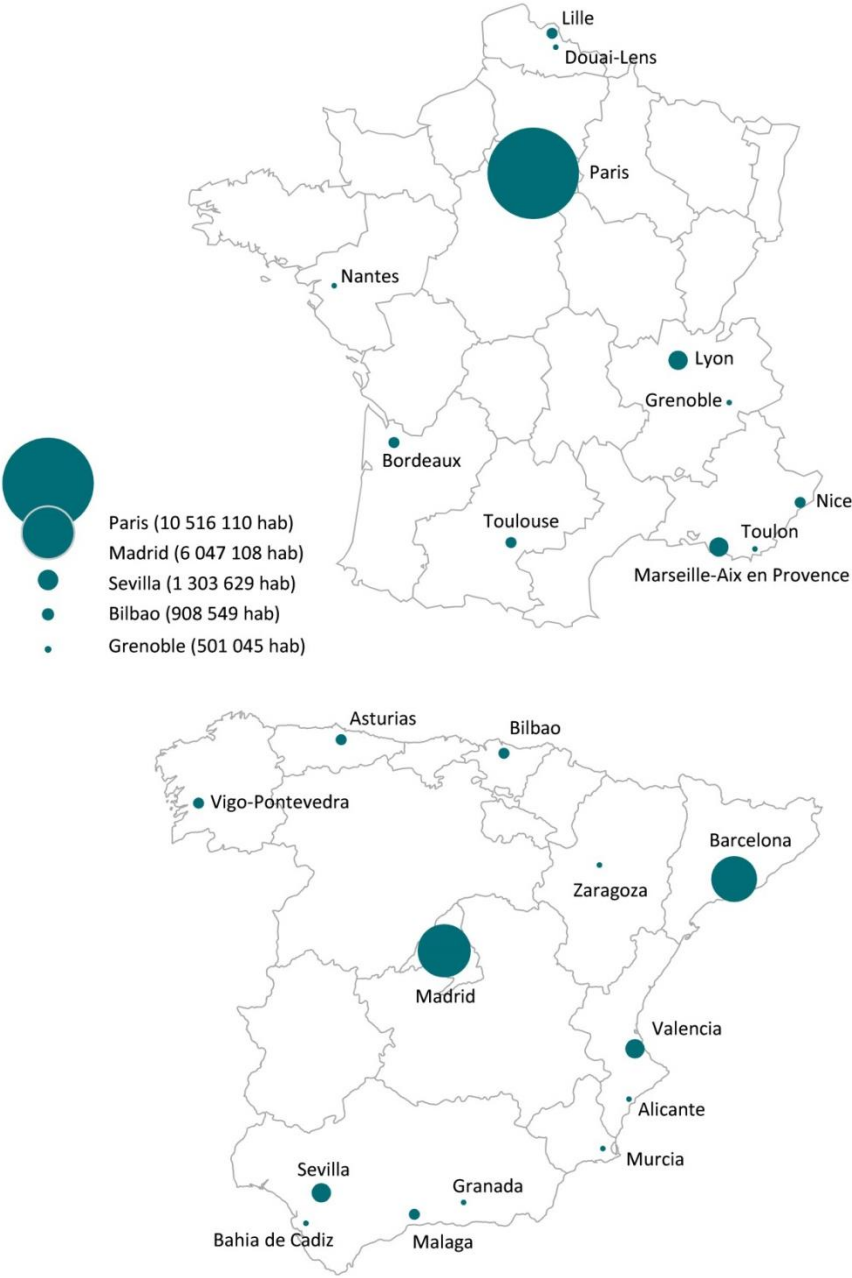 Lille
Douai-Lens
Paris
Nantes
Lyon
Grenoble
Bordeaux
Nice
Toulouse
Toulon
Marseille-Aix en Provence
Paris (10 516 110 hab)
Madrid (6 047 108 hab)
Sevilla (1 303 629 hab)
Bilbao (908 549 hab)
Grenoble (501 045 hab)
Asturias
Bilbao
Vigo-Pontevedra
Barcelona
Zaragoza
Madrid
Valencia
Alicante
Murcia
Sevilla
Granada
Bahia de Cadiz
Malaga